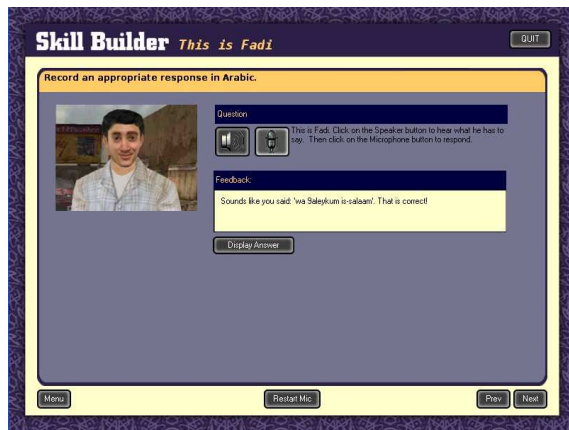 Skill Builder This is Fadi
QUIT
Record an appropriate response in Arabic.
Question
This is Fadi. Click on the Speaker button to hear what he has to
say. Then click on the Microphone button to respond.
Feedback:
Sounds like you said: 'wa 9aleykum is-salaam'. That is correct!
Display Answer
Menu
Restart Mic
Prev
Next